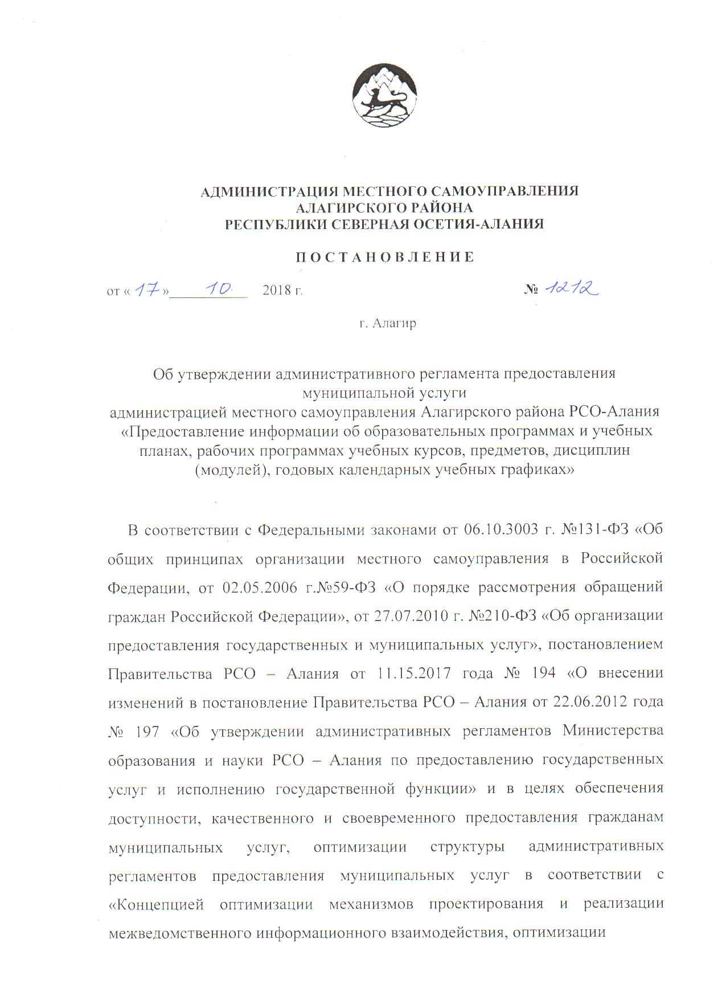 АДМИНИСТРАЦИЯ МЕСТНОГО САМОУПРАВЛЕНИЯ
АЛАГИРСКОГО РАЙОНА
РЕСПУБЛИКИ СЕВЕРНАЯ ОСЕТИЯ-АЛАНИЯ
П О С Т А Н О В Л Е Н И Е
от « 17 »__________10 2018 г. № 1212
г. Алагир
Об утверждении административного регламента предоставления
муниципальной услуги
администрацией местного самоуправления Алагирского района РСО-Алания
«Предоставление информации об образовательных программах и учебных
планах, рабочих программах учебных курсов, предметов, дисциплин
(модулей), годовых календарных учебных графиках»
В соответствии с Федеральными законами от 06.10.3003 г. №131-ФЗ «Об
общих принципах организации местного самоуправления в Российской
Федерации, от 02.05.2006 г.№59-ФЗ «О порядке рассмотрения обращений
граждан Российской Федерации», от 27.07.2010 г. №210-ФЗ «Об организации
предоставления государственных и муниципальных услуг», постановлением
Правительства РСО – Алания от 11.15.2017 года № 194 «О внесении
изменений в постановление Правительства РСО – Алания от 22.06.2012 года
№ 197 «Об утверждении административных регламентов Министерства
образования и науки РСО – Алания по предоставлению государственных
услуг и исполнению государственной функции» и в целях обеспечения
доступности, качественного и своевременного предоставления гражданам
муниципальных услуг, оптимизации структуры административных
регламентов предоставления муниципальных услуг в соответствии с
«Концепцией оптимизации механизмов проектирования и реализации
межведомственного информационного взаимодействия, оптимизации